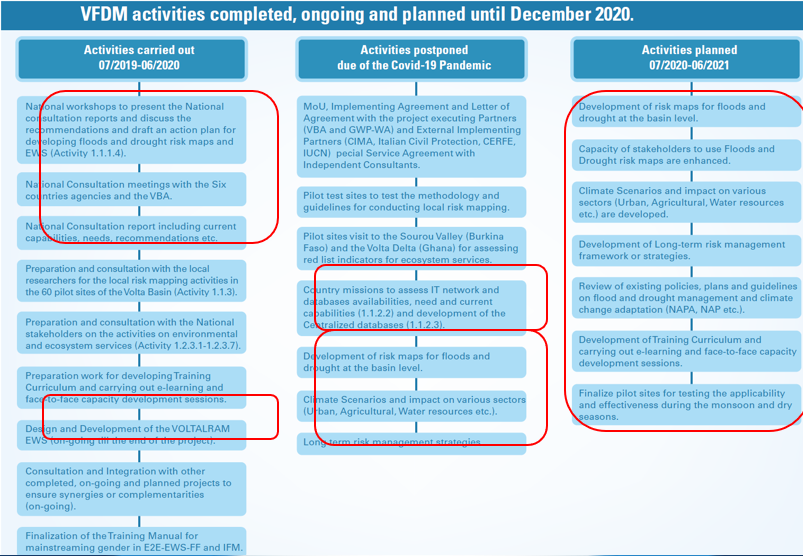 VFDM activities completed, ongoing and planned until December 2020.
Activities carried out
07/2019-06/2020
National workshops to present the National
consultation reports and discuss the
recommendations and draft an action plan for
developing floods and drought risk maps and
EWS (Activity 1.1.1.4).
National Consultation meetings with the Six
countries agencies and the VBA.
National Consultation report including current
capabilities, needs, recommendations etc.
Preparation and consultation with the local
researchers for the local risk mapping activities in
the 60 pilot sites of the Volta Basin (Activity 1.1.3).
Preparation and consultation with the National
stakeholders on the activities on environmental
and ecosystem services (Activity 1.2.3.1-1.2.3.7).
Preparation work for developing Training
Curriculum and carrying out e-learning and
face-to-face capacity development sessions.
Design and Development of the VOLTALRAM
EWS (on-going till the end of the project).
Consultation and Integration with other
completed, on-going and planned projects to
ensure synergies or complementarities
(on-going).
Finalization of the Training Manual for
mainstreaming gender in E2E-EWS-FF and IFM.
Activities postponed
due of the Covid-19 Pandemic
MoU, Implementing Agreement and Letter of
Agreement with the project executing Partners
(VBA and GWP-WA) and External Implementing
Partners (CIMA, Italian Civil Protection, CERFE,
IUCN)  pecial Service Agreement with
Independent Consultants.
Pilot test sites to test the methodology and
guidelines for conducting local risk mapping.
Pilot sites visit to the Sourou Valley (Burkina
Faso) and the Volta Delta (Ghana) for assessing
red list indicators for ecosystem services.
Country missions to assess IT network and
databases availabilities, need and current
capabilities (1.1.2.2) and development of the
Centralized databases (1.1.2.3).
Development of risk maps for floods and
drought at the basin level.
Climate Scenarios and impact on various sectors
(Urban, Agricultural, Water resources etc.).
Long-term risk management strategies
Activities planned
07/2020-06/2021
Development of risk maps for floods and
drought at the basin level.
Capacity of stakeholders to use Floods and
Drought risk maps are enhanced.
Climate Scenarios and impact on various
sectors (Urban, Agricultural, Water resources
etc.) are developed.
Development of Long-term risk management
framework or strategies.
Review of existing policies, plans and guidelines
on flood and drought management and climate
change adaptation (NAPA, NAP etc.).
Development of Training Curriculum and
carrying out e-learning and face-to-face capacity
development sessions.
Finalize pilot sites for testing the applicability
and effectiveness during the monsoon and dry
seasons.